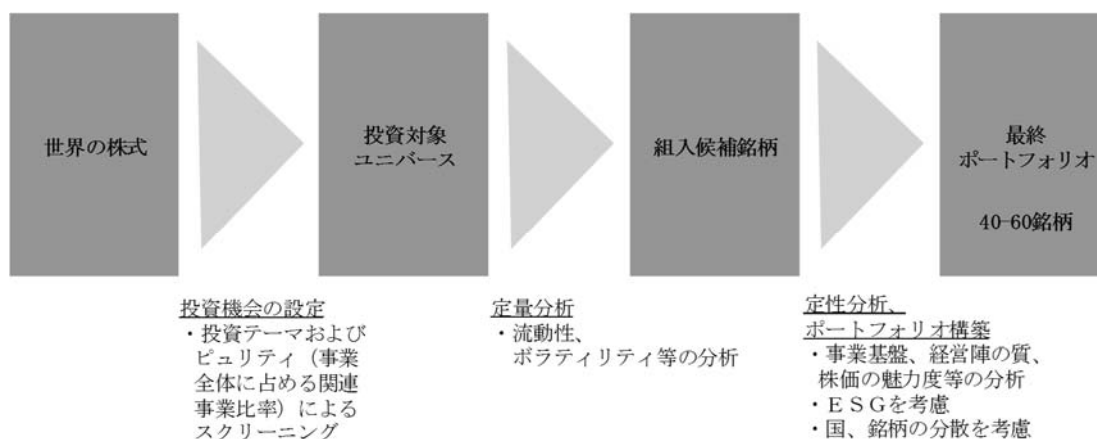 世界の株式
投資対象
ユニバース
組入候補銘柄
最終
ポートフォリオ
40-60銘柄
投資機会の設定
・投資テーマおよび
ピュリティ（事業
全体に占める関連
事業比率）による
スクリーニング
定量分析
・流動性、
ボラティリティ等の分析
定性分析、
ポートフォリオ構築
・事業基盤、経営陣の質、
株価の魅力度等の分析
・ＥＳＧを考慮
・国、銘柄の分散を考慮